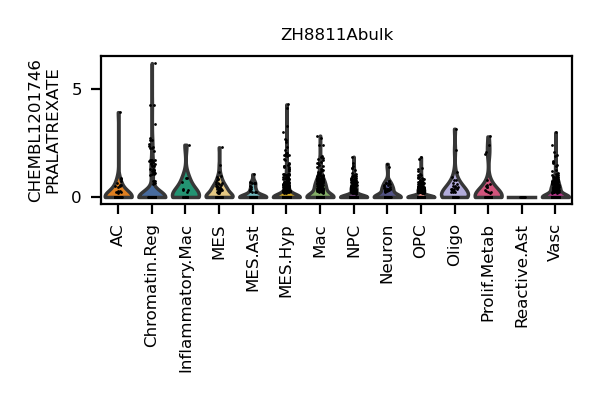 ZH8811Abulk
CHEMBL1201746
PRALATREXATE
5
0
AC
Chromatin.Reg
Inflammatory.Mac
MES
MES.Ast
MES.Hyp
Mac
NPC
Neuron
OPC
Oligo
Prolif.Metab
Reactive.Ast
Vasc